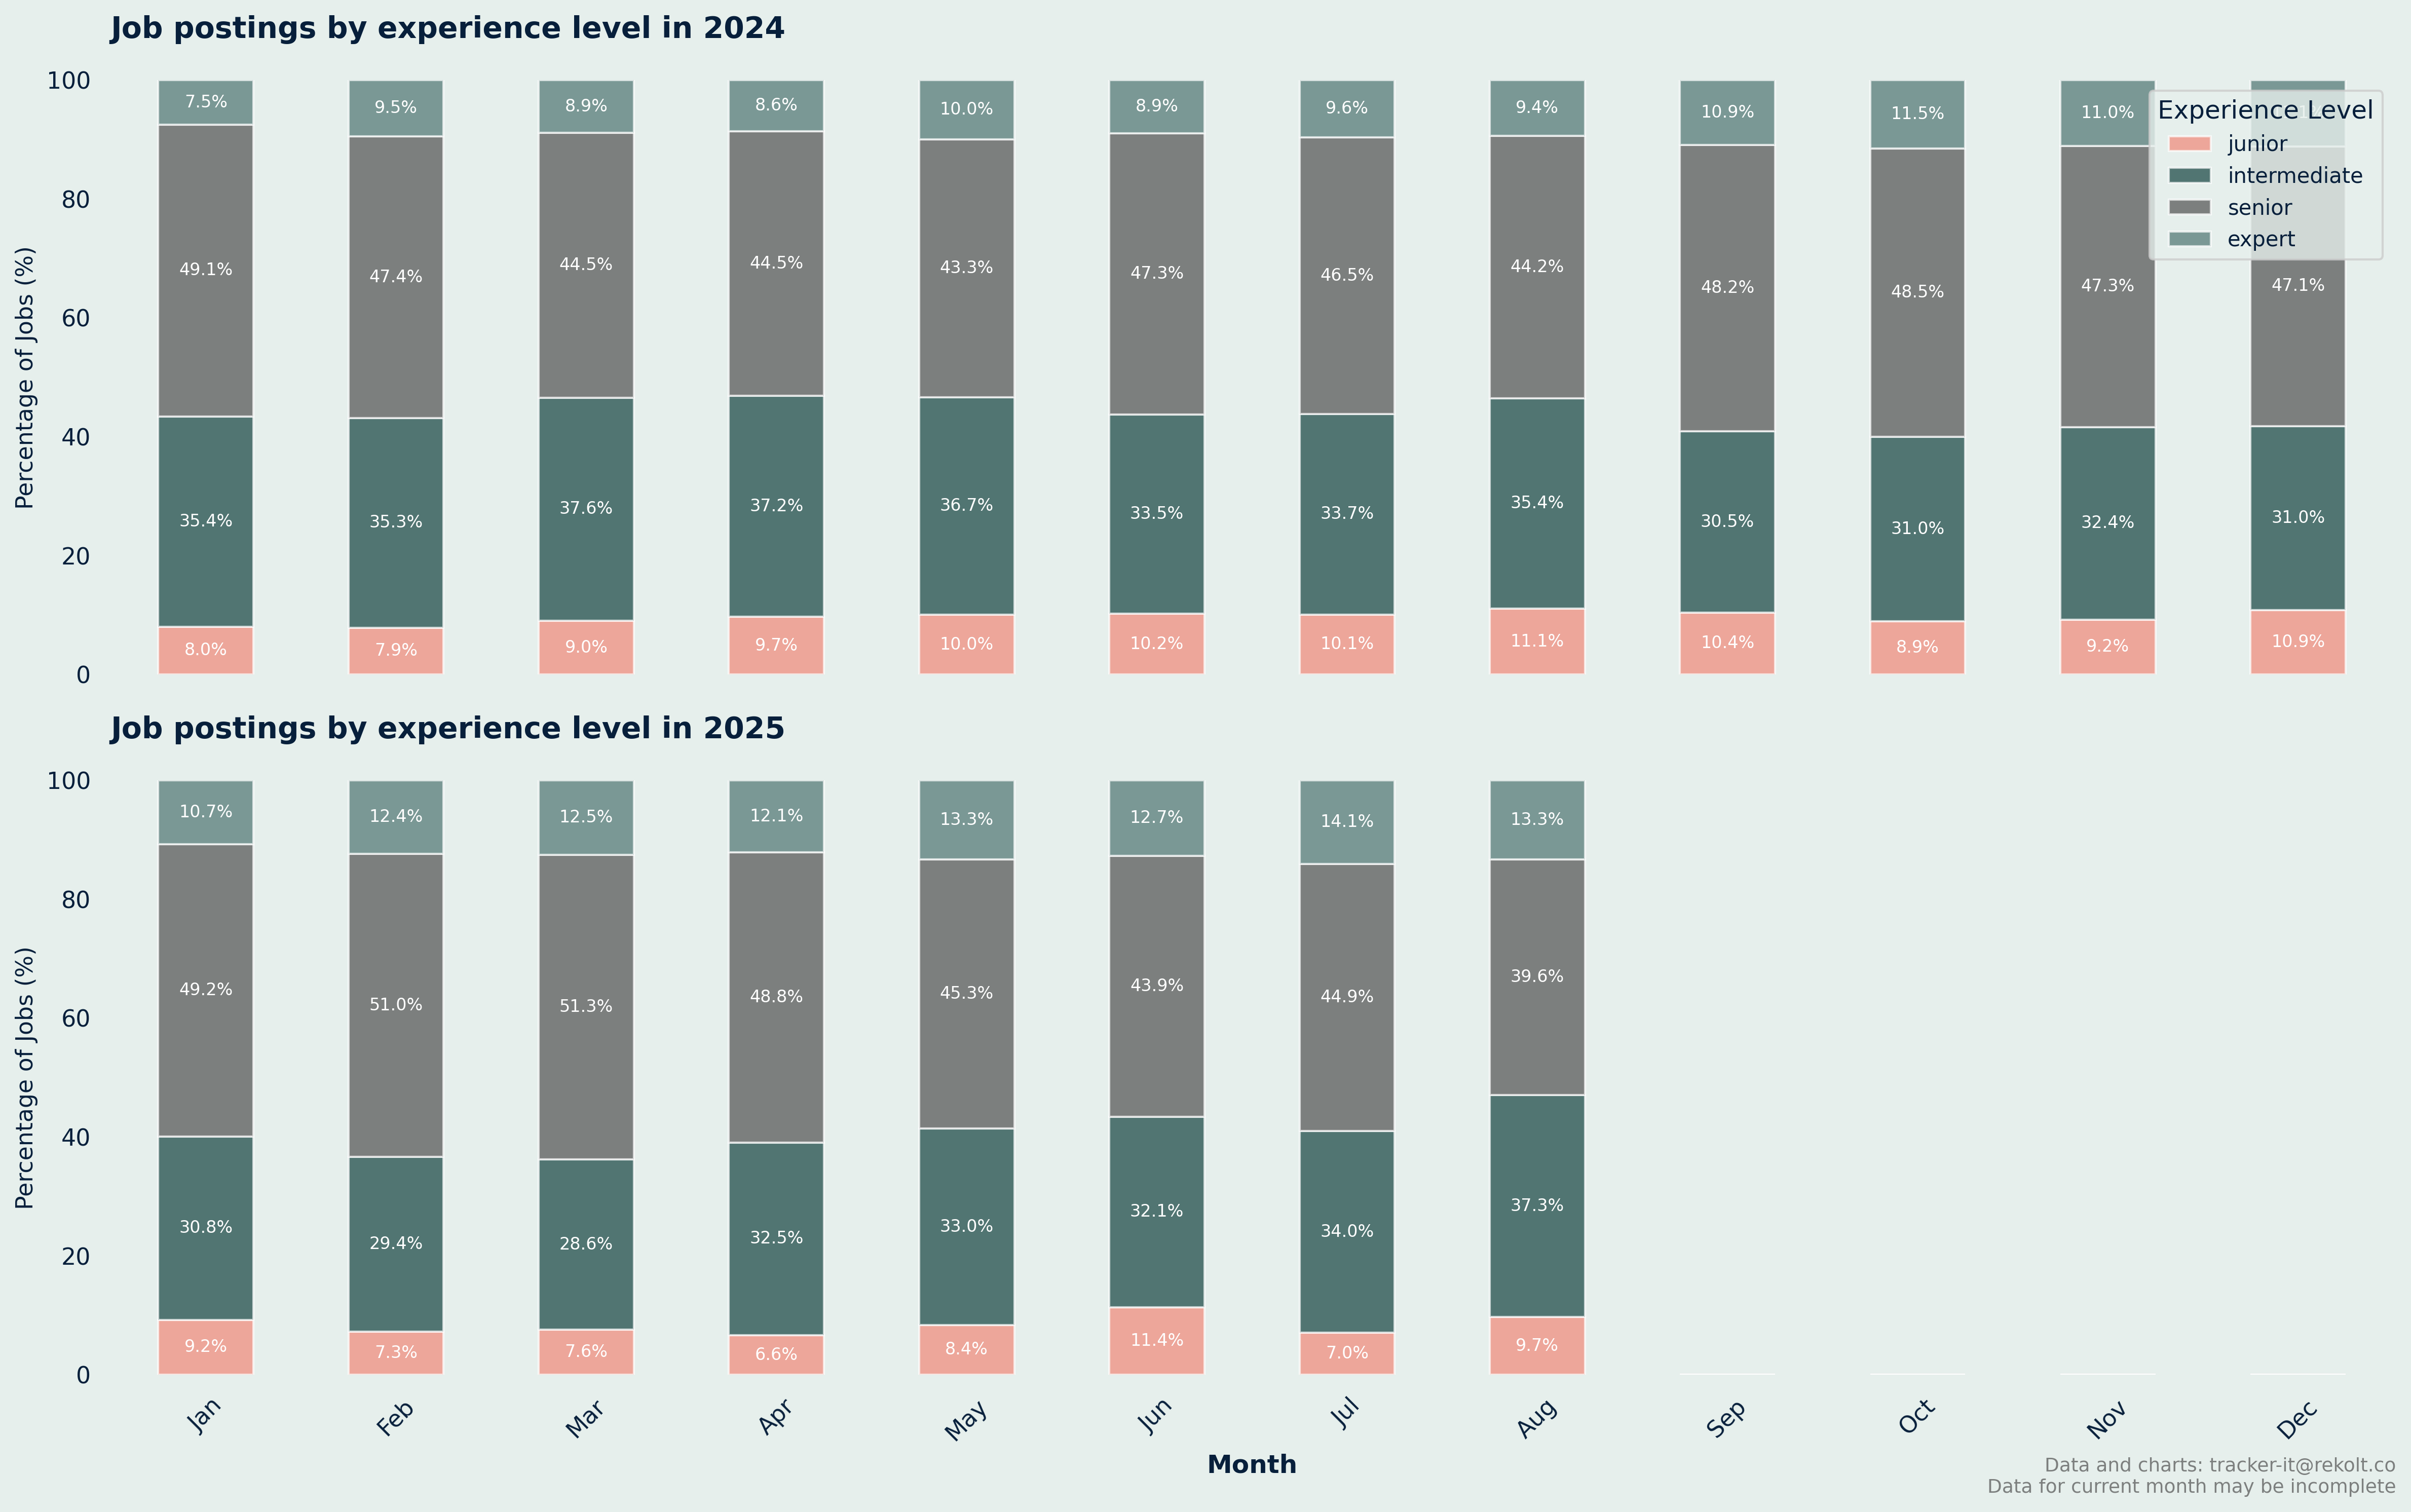 Job postings by experience level in 2024
Percentage of Jobs (%)
100
80
60
40
20
0
7.5% 9.5% 8.9% 8.6% 10.0% 8.9% 9.6% 9.4% 10.9% 11.5% 11.0%
49.1% 47.4% 44.5% 44.5% 43.3% 47.3% 46.5% 44.2% 48.2% 48.5% 47.3% 47.1%
35.4% 35.3% 37.6% 37.2% 36.7% 33.5% 33.7% 35.4% 30.5% 31.0% 32.4% 31.0%
8.0% 7.9% 9.0% 9.7% 10.0% 10.2% 10.1% 11.1% 10.4% 8.9% 9.2% 10.9%
Experience Level
junior
intermediate
senior
expert
Job postings by experience level in 2025
Percentage of Jobs (%)
100
80
60
40
20
0
10.7% 12.4% 12.5% 12.1% 13.3% 12.7% 14.1% 13.3%
49.2% 51.0% 51.3% 48.8% 45.3% 43.9% 44.9% 39.6%
30.8% 29.4% 28.6% 32.5% 33.0% 32.1% 34.0% 37.3%
9.2% 7.3% 7.6% 6.6% 8.4% 11.4% 7.0% 9.7%
Jan Feb Mar Apr May Jun Jul Aug Sep Oct Nov Dec
Month
Data and charts: tracker-it@rekolt.co
Data for current month may be incomplete